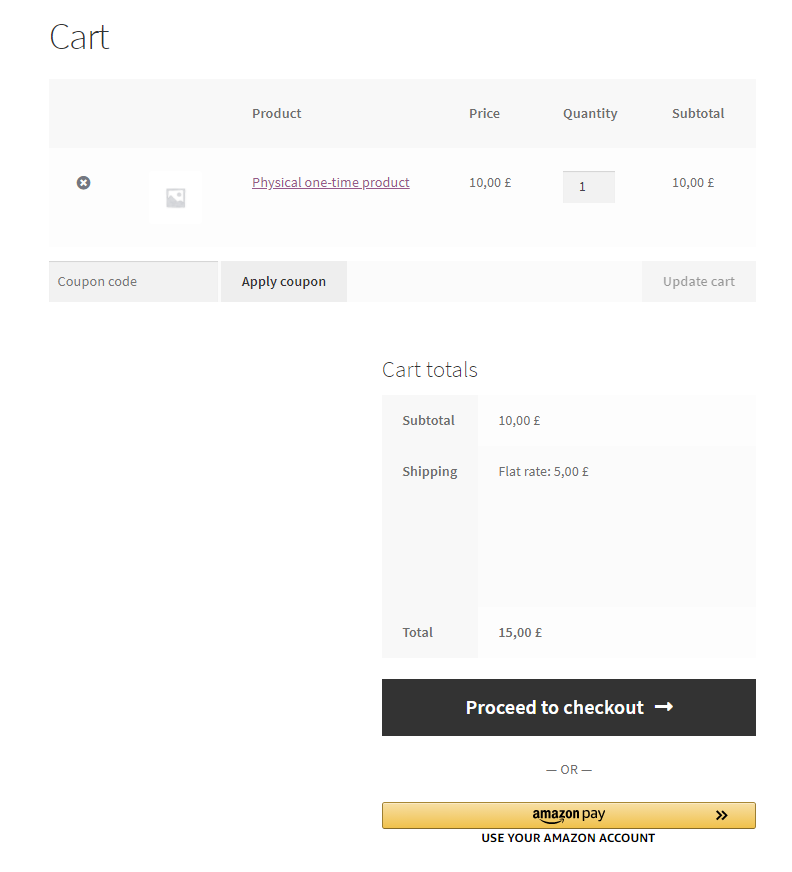 Cart
Product Price Quantity Subtotal
Physical one-time product 10,00 £ 1 10,00 £
Coupon code Apply coupon Update cart
Cart totals
Subtotal 10,00 £
Shipping Flat rate: 5,00 £
Total 15,00 £
Proceed to checkout →
— OR —
amazon pay
USE YOUR AMAZON ACCOUNT